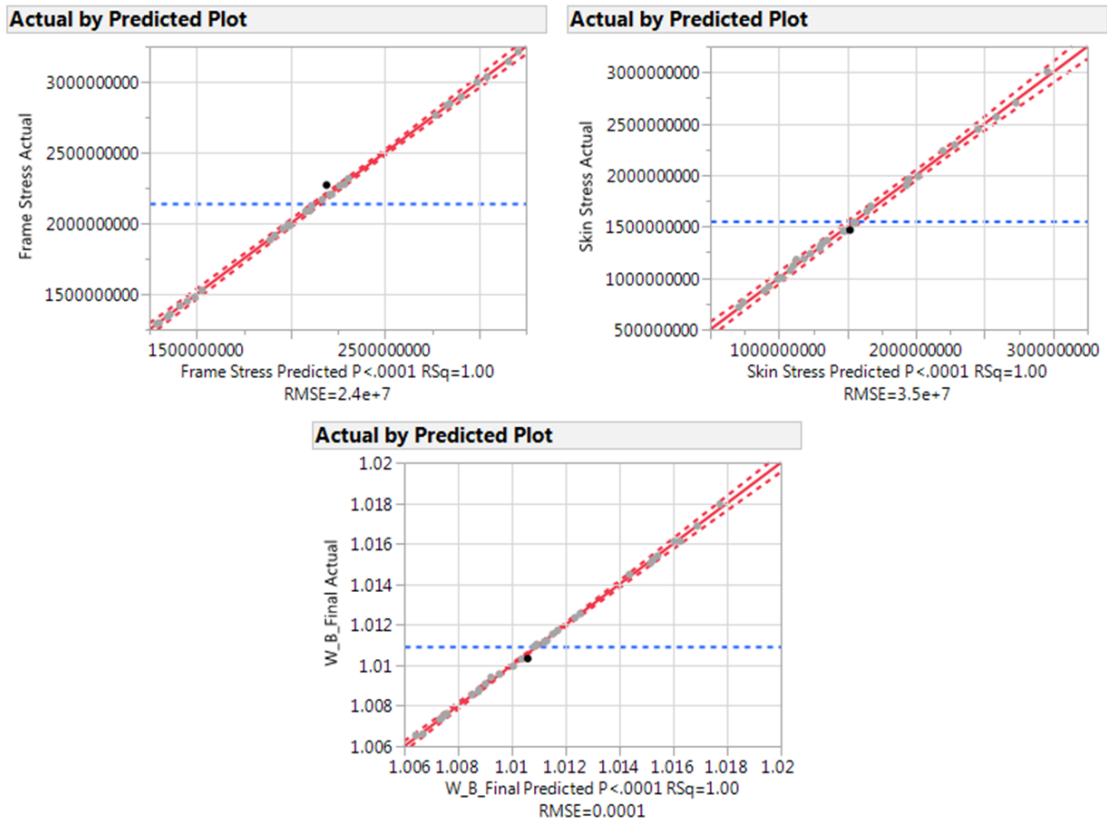 Actual by Predicted Plot
Frame Stress Actual
3000000000
2500000000
2000000000
1500000000
1500000000 2500000000
Frame Stress Predicted P<.0001 RSq=1.00
RMSE=2.4e+7
Actual by Predicted Plot
Skin Stress Actual
3000000000
2500000000
2000000000
1500000000
1000000000
500000000
1000000000 2000000000 3000000000
Skin Stress Predicted P<.0001 RSq=1.00
RMSE=3.5e+7
Actual by Predicted Plot
W_B_Final Actual
1.02
1.018
1.016
1.014
1.012
1.01
1.008
1.006
1.006 1.008 1.01 1.012 1.014 1.016 1.018 1.02
W_B_Final Predicted P<.0001 RSq=1.00
RMSE=0.0001